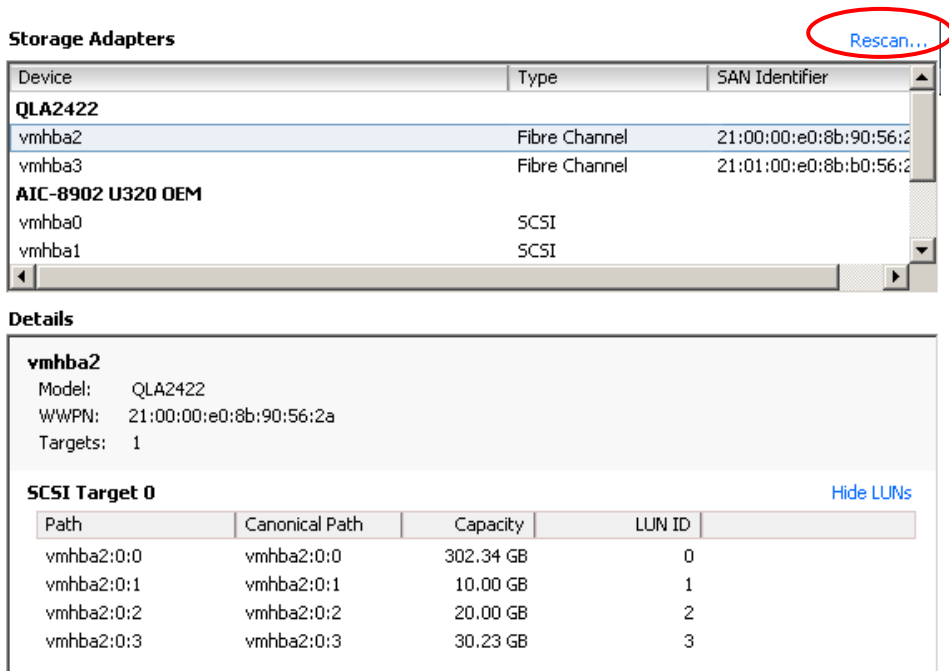 Storage Adapters Rescan...
Device Type SAN Identifier
QLA2422
vmhba2 Fibre Channel 21:00:00:e0:8b:90:56:2
vmhba3 Fibre Channel 21:01:00:e0:8b:b0:56:2
AIC-8902 U320 OEM
vmhba0 SCSI
vmhba1 SCSI
Details
vmhba2
Model: QLA2422
WWPN: 21:00:00:e0:8b:90:56:2a
Targets: 1
SCSI Target 0 Hide LUNs
Path Canonical Path Capacity LUN ID
vmhba2:0:0 vmhba2:0:0 302.34 GB 0
vmhba2:0:1 vmhba2:0:1 10.00 GB 1
vmhba2:0:2 vmhba2:0:2 20.00 GB 2
vmhba2:0:3 vmhba2:0:3 30.23 GB 3